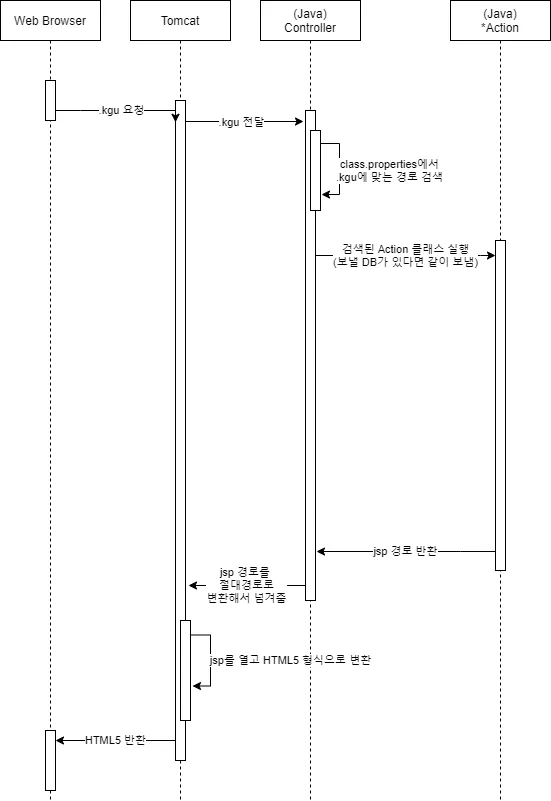 Web Browser
Tomcat
(Java)
Controller
(Java)
*Action
.kgu 요청
.kgu 전달
class.properties에서
.kgu에 맞는 경로 검색
검색된 Action 클래스 실행
(보낼 DB가 있다면 같이 보냄)
jsp 경로 반환
jsp 경로를
절대경로로
변환해서 넘겨줌
jsp를 열고 HTML5 형식으로 변환
HTML5 반환